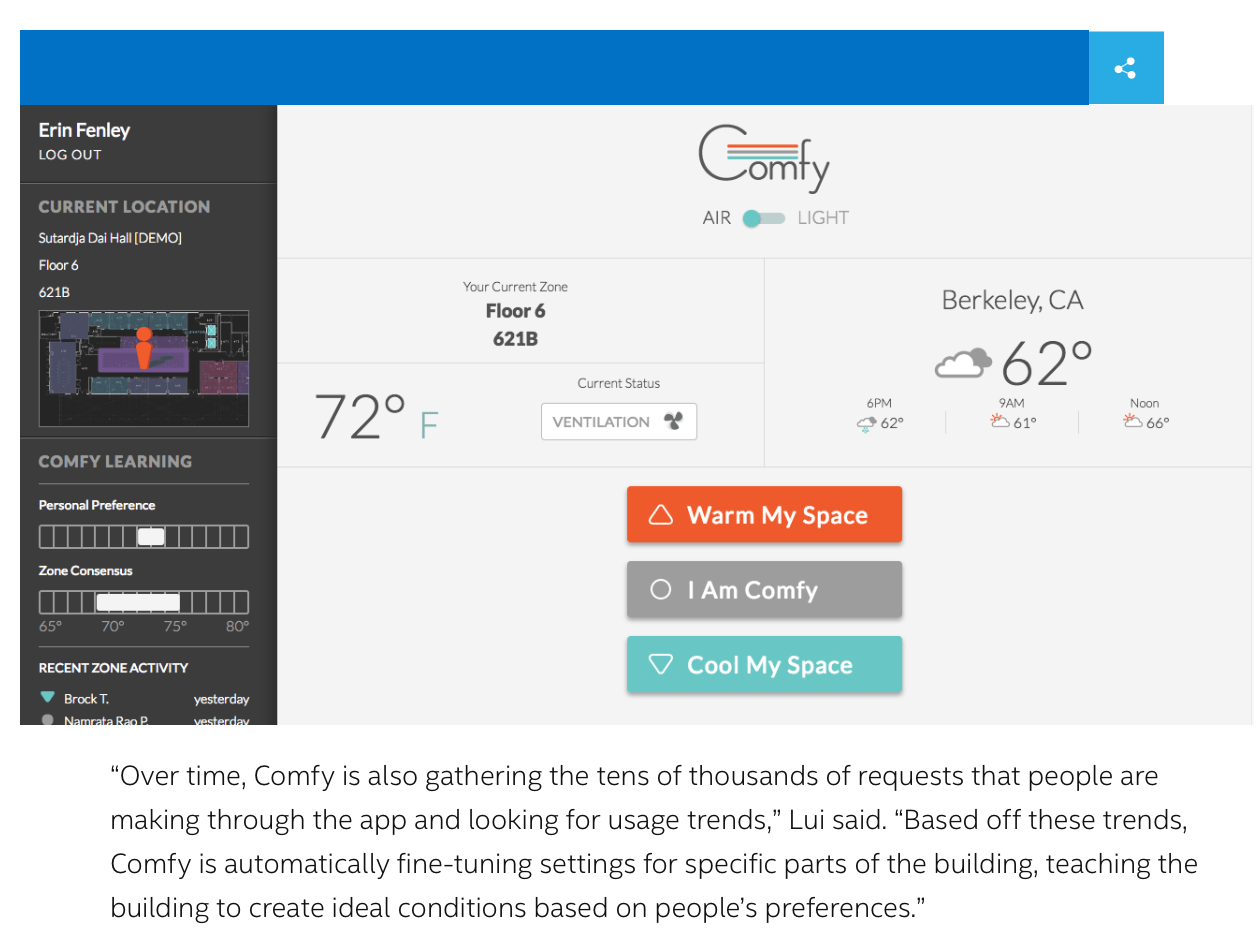 Erin Fenley
LOG OUT
CURRENT LOCATION
Sutardja Dai Hall [DEMO]
Floor 6
621B
COMFY LEARNING
Personal Preference
Zone Consensus
65° 70° 75° 80°
RECENT ZONE ACTIVITY
Brock T. yesterday
Namrata Rao P. yesterday
Comfy
AIR LIGHT
Your Current Zone
Floor 6
621B
72° F
Current Status
VENTILATION
Berkeley, CA
62°
6PM 9AM Noon
62° 61° 66°
Warm My Space
I Am Comfy
Cool My Space
“Over time, Comfy is also gathering the tens of thousands of requests that people are
making through the app and looking for usage trends,” Lui said. “Based off these trends,
Comfy is automatically fine-tuning settings for specific parts of the building, teaching the
building to create ideal conditions based on people’s preferences.”